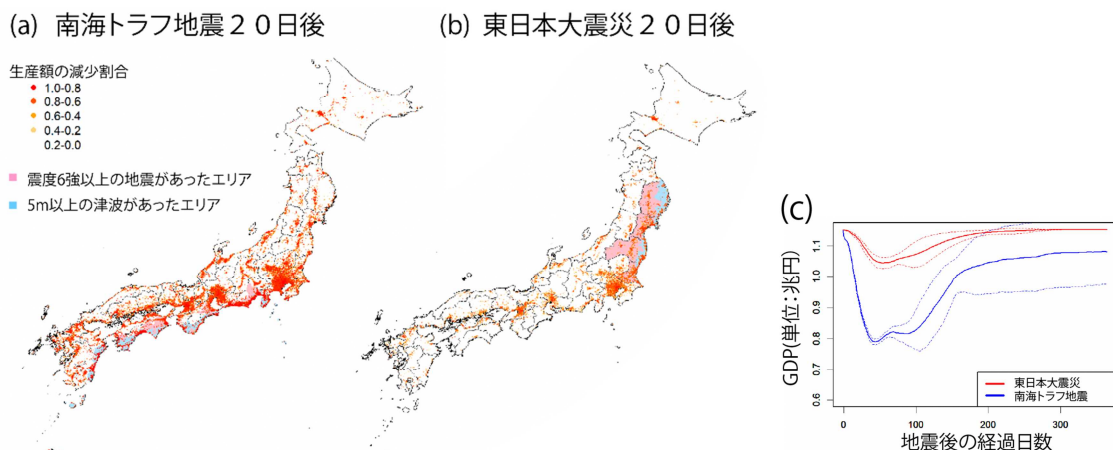 (a) 南海トラフ地震２０日後
生産額の減少割合
1.0-0.8
0.8-0.6
0.6-0.4
0.4-0.2
0.2-0.0
震度6強以上の地震があったエリア
5m以上の津波があったエリア
(b) 東日本大震災２０日後
(c)
GDP(単位:兆円)
1.1
1.0
0.9
0.8
0.7
0.6
東日本大震災
南海トラフ地震
0 100 200 300
地震後の経過日数